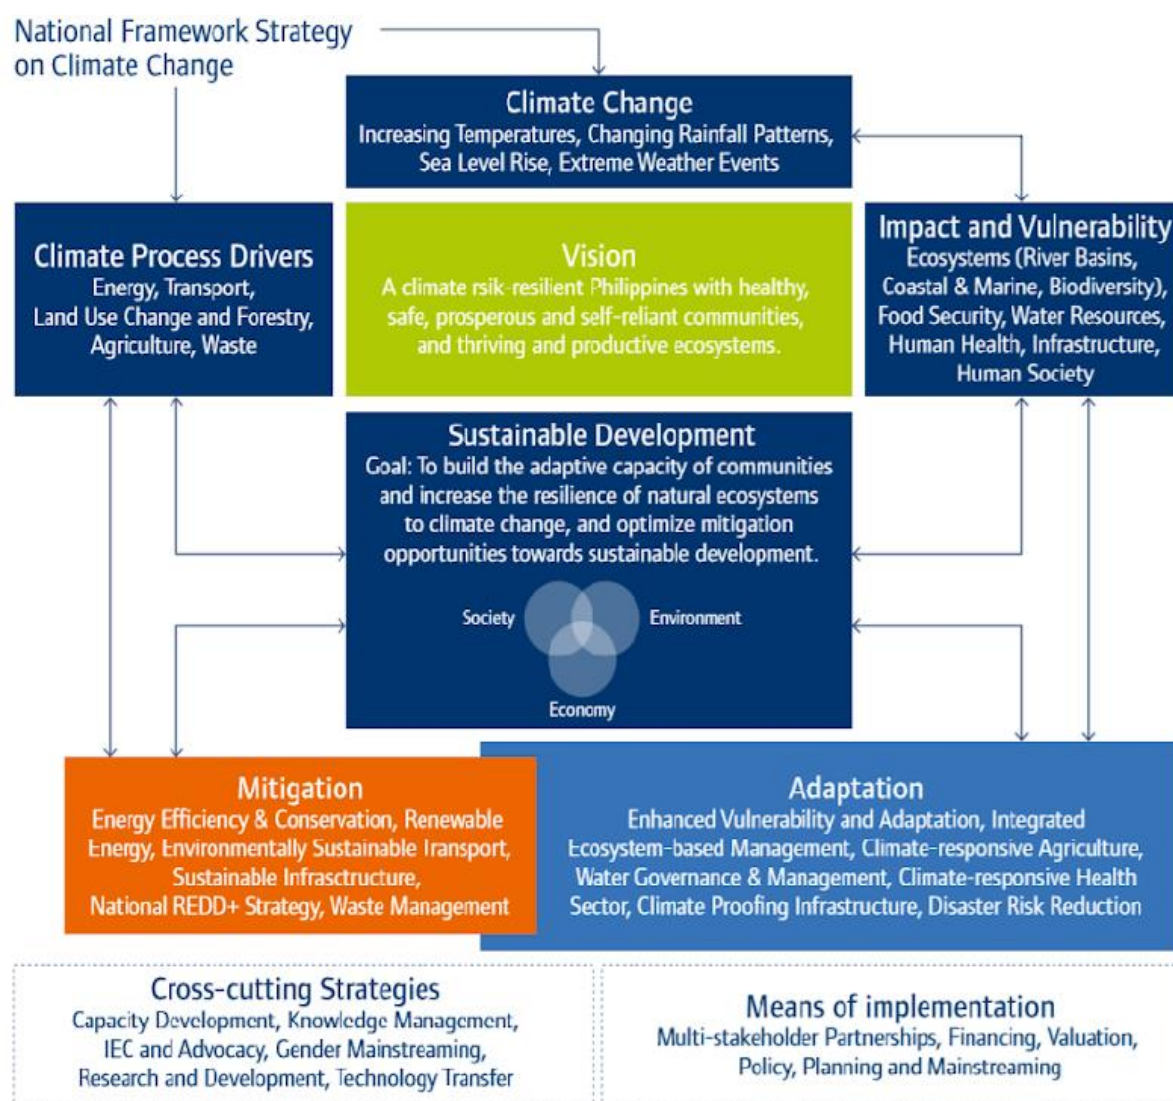 National Framework Strategy
on Climate Change
Climate Change
Increasing Temperatures, Changing Rainfall Patterns,
Sea Level Rise, Extreme Weather Events
Climate Process Drivers
Energy, Transport,
Land Use Change and Forestry,
Agriculture, Waste
Vision
A climate rsik-resilient Philippines with healthy,
safe, prosperous and self-reliant communities,
and thriving and productive ecosystems.
Impact and Vulnerability
Ecosystems (River Basins,
Coastal & Marine, Biodiversity),
Food Security, Water Resources,
Human Health, Infrastructure,
Human Society
Sustainable Development
Goal: To build the adaptive capacity of communities
and increase the resilience of natural ecosystems
to climate change, and optimize mitigation
opportunities towards sustainable development.
Society
Environment
Economy
Mitigation
Energy Efficiency & Conservation, Renewable
Energy, Environmentally Sustainable Transport,
Sustainable Infrasctructure,
National REDD+ Strategy, Waste Management
Adaptation
Enhanced Vulnerability and Adaptation, Integrated
Ecosystem-based Management, Climate-responsive Agriculture,
Water Governance & Management, Climate-responsive Health
Sector, Climate Proofing Infrastructure, Disaster Risk Reduction
Cross-cutting Strategies
Capacity Development, Knowledge Management,
IEC and Advocacy, Gender Mainstreaming,
Research and Development, Technology Transfer
Means of implementation
Multi-stakeholder Partnerships, Financing, Valuation,
Policy, Planning and Mainstreaming